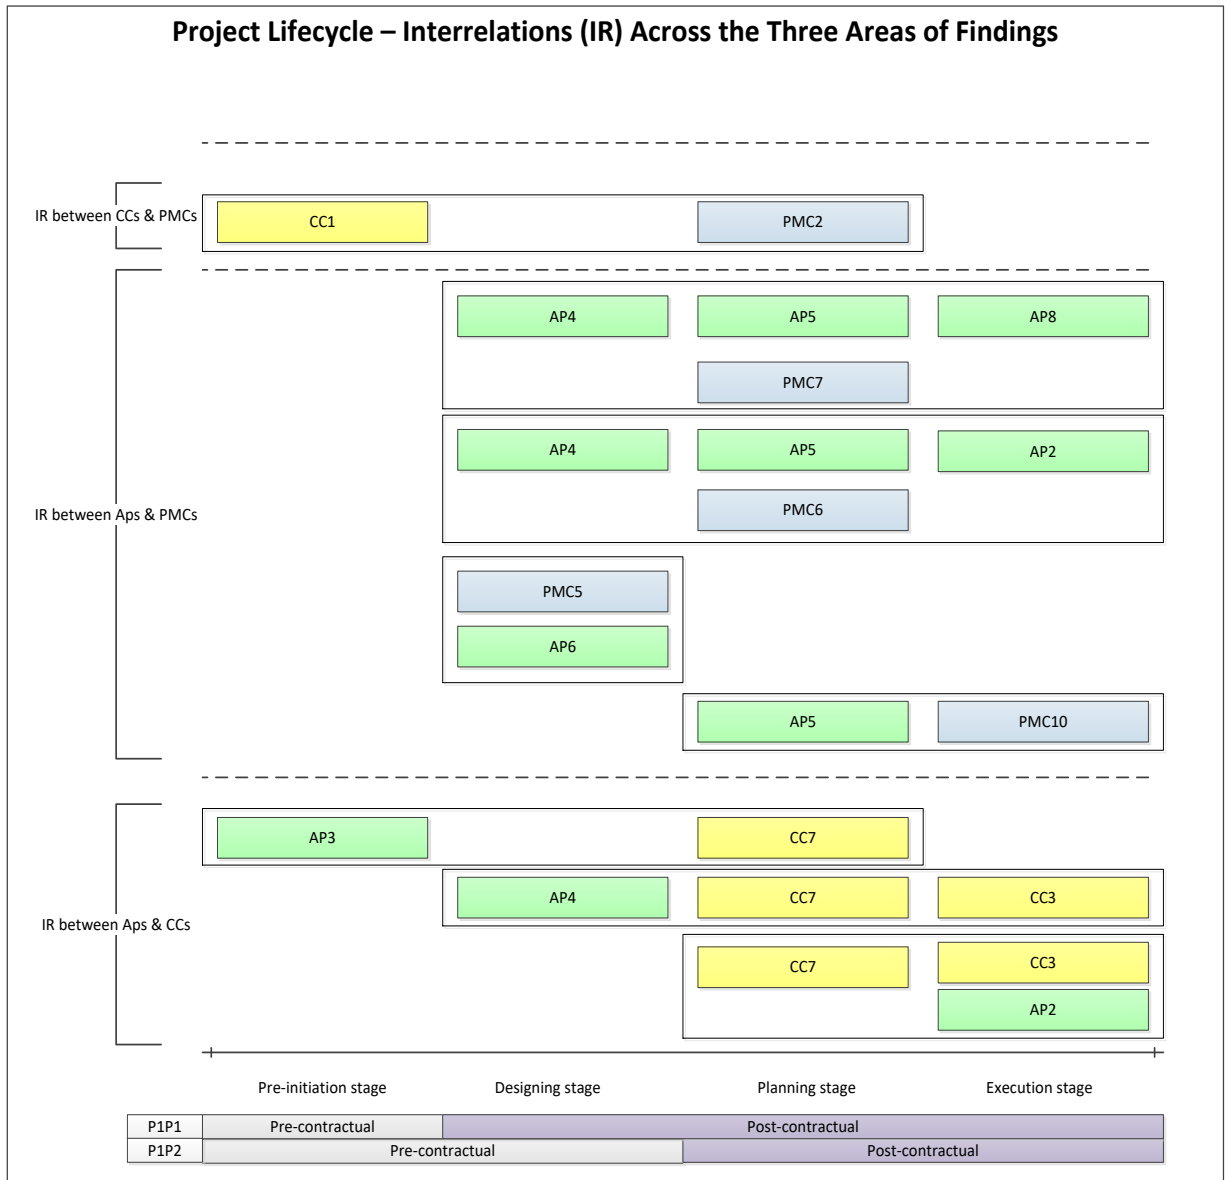 Project Lifecycle – Interrelations (IR) Across the Three Areas of Findings
IR between CCs & PMCs
CC1
PMC2
AP4
AP5
AP8
PMC7
AP4
AP5
AP2
PMC6
IR between Aps & PMCs
PMC5
AP6
AP5
PMC10
AP3
CC7
AP4
CC7
CC3
IR between Aps & CCs
CC7
CC3
AP2
Pre-initiation stage
Designing stage
Planning stage
Execution stage
P1P1
Pre-contractual
Post-contractual
P1P2
Pre-contractual
Post-contractual